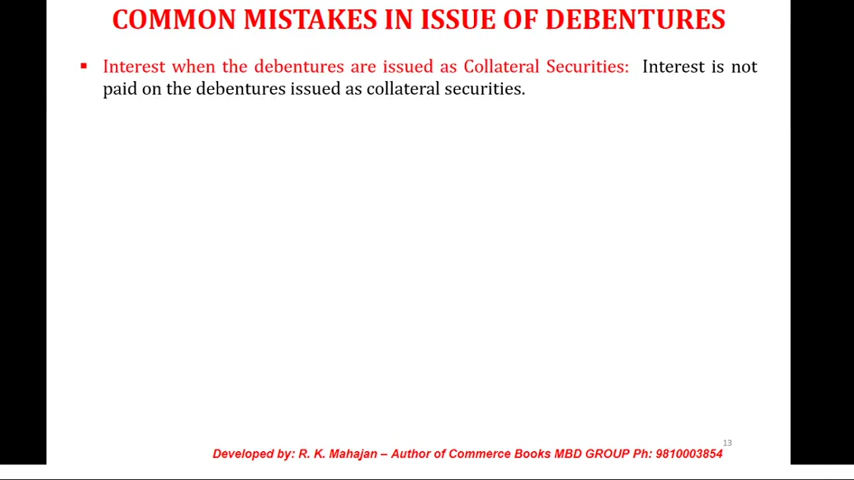 COMMON MISTAKES IN ISSUE OF DEBENTURES
▪ Interest when the debentures are issued as Collateral Securities: Interest is not
paid on the debentures issued as collateral securities.
13
Developed by: R. K. Mahajan – Author of Commerce Books MBD GROUP Ph: 9810003854